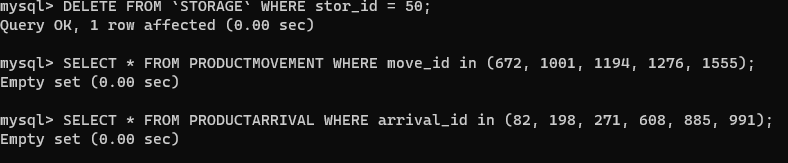 mysql> DELETE FROM `STORAGE` WHERE stor_id = 50;
Query OK, 1 row affected (0.00 sec)
mysql> SELECT * FROM PRODUCTMOVEMENT WHERE move_id in (672, 1001, 1194, 1276, 1555);
Empty set (0.00 sec)
mysql> SELECT * FROM PRODUCTARRIVAL WHERE arrival_id in (82, 198, 271, 608, 885, 991);
Empty set (0.00 sec)